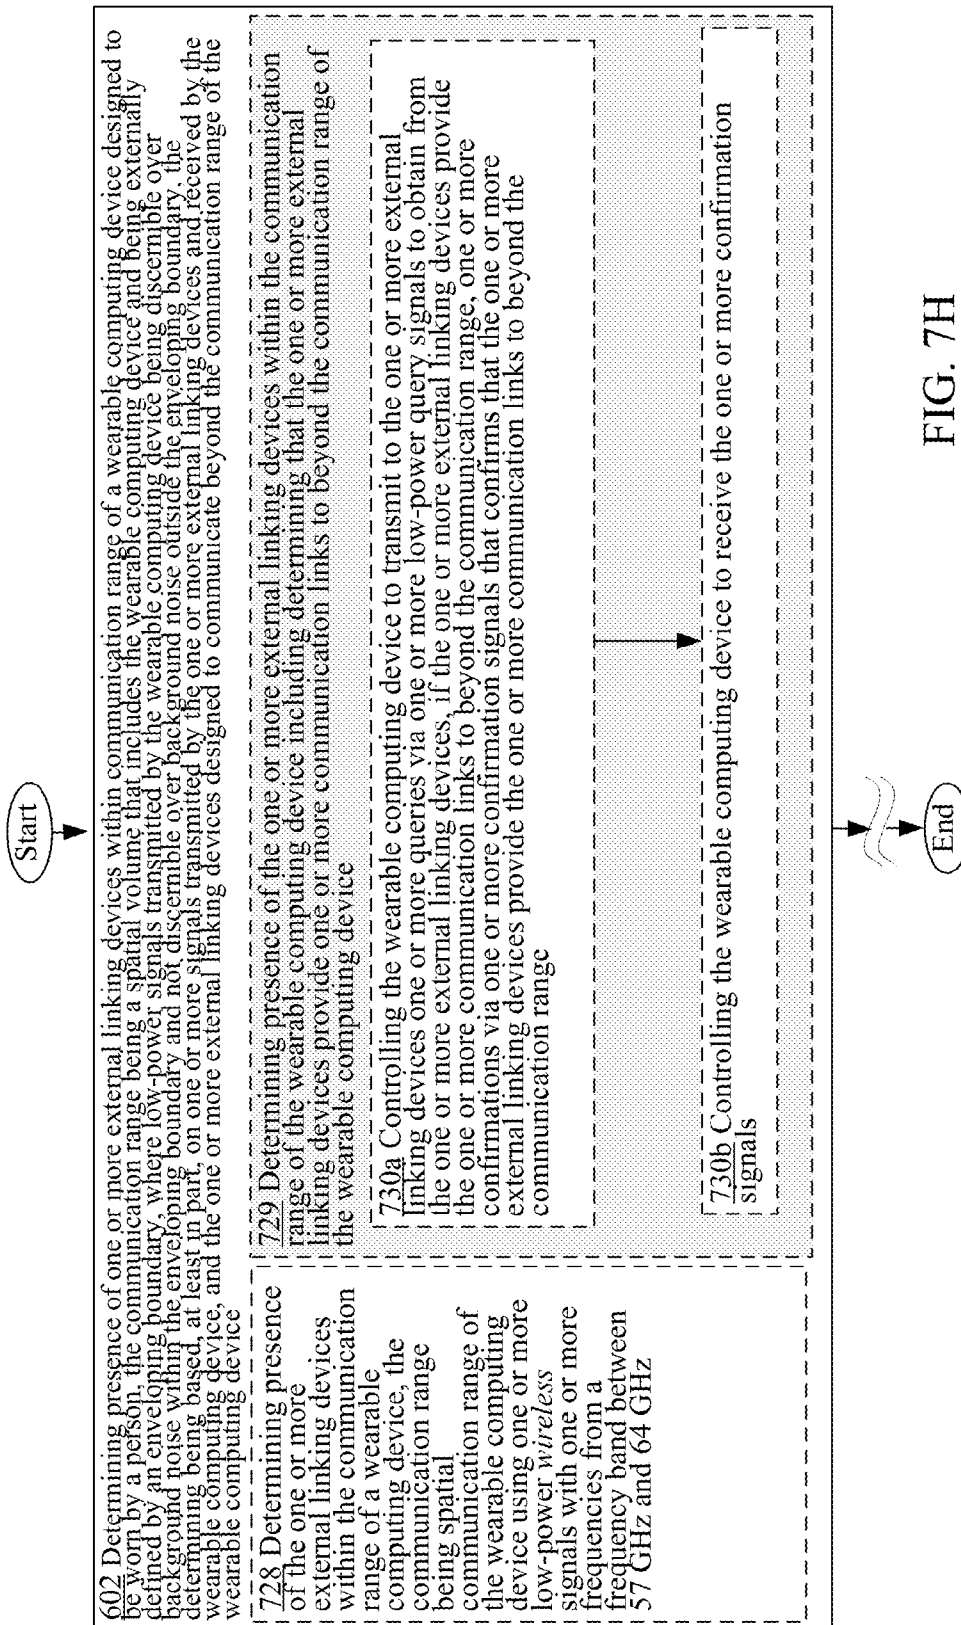 Start
602 Determining presence of one or more external linking devices within communication range of a wearable computing device designed to
be worn by a person, the communication range being a spatial volume that includes the wearable computing device and being externally
defined by an enveloping boundary, where low-power signals transmitted by the wearable computing device being discernible over
background noise within the enveloping boundary and not discernible over background noise outside the enveloping boundary, the
determining being based, at least in part, on one or more signals transmitted by the one or more external linking devices and received by the
wearable computing device, and the one or more external linking devices designed to communicate beyond the communication range of the
wearable computing device
728 Determining presence
of the one or more
external linking devices
within the communication
range of a wearable
computing device, the
communication range
being spatial
communication range of
the wearable computing
device using one or more
low-power wireless
signals with one or more
frequencies from a
frequency band between
57 GHz and 64 GHz
729 Determining presence of the one or more external linking devices within the communication
range of the wearable computing device including determining that the one or more external
linking devices provide one or more communication links to beyond the communication range of
the wearable computing device
730a Controlling the wearable computing device to transmit to the one or more external
linking devices one or more queries via one or more low-power query signals to obtain from
the one or more external linking devices, if the one or more external linking devices provide
the one or more communication links to beyond the communication range, one or more
confirmations via one or more confirmation signals that confirms that the one or more
external linking devices provide the one or more communication links to beyond the
communication range
730b Controlling the wearable computing device to receive the one or more confirmation
signals
End
FIG. 7H